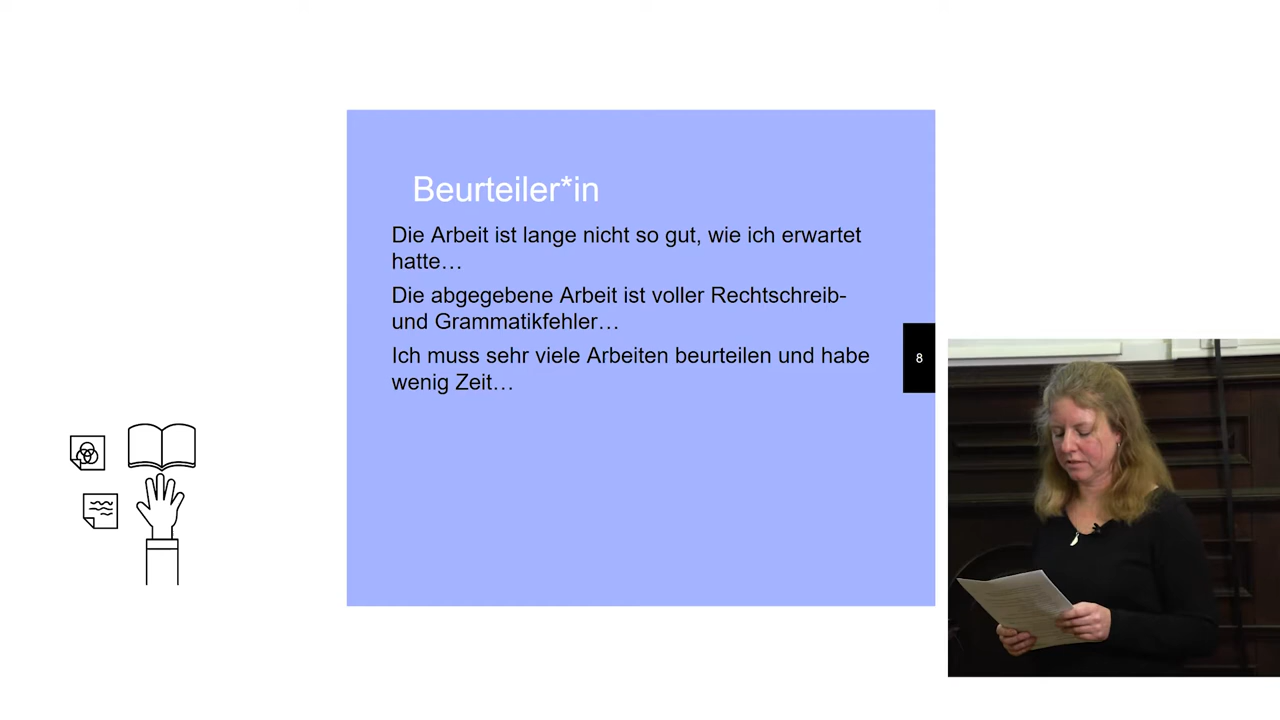 Beurteiler*in
Die Arbeit ist lange nicht so gut, wie ich erwartet
hatte…
Die abgegebene Arbeit ist voller Rechtschreib-
und Grammatikfehler…
Ich muss sehr viele Arbeiten beurteilen und habe
wenig Zeit…
8